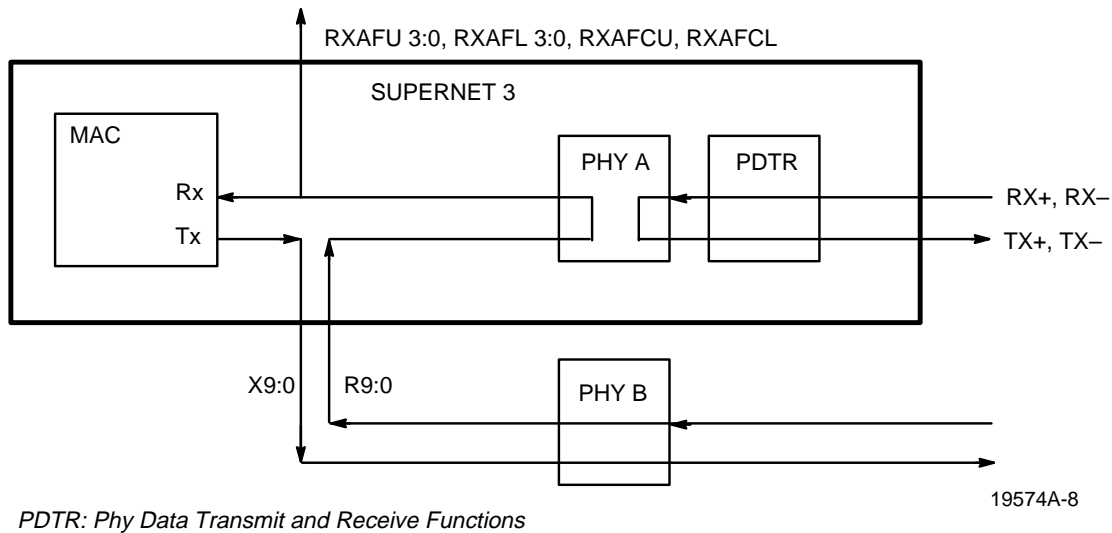 RXAFU 3:0, RXAFL 3:0, RXAFCU, RXAFCL
SUPERNET 3
MAC
PHY A
PDTR
Rx
RX+, RX–
Tx
TX+, TX–
X9:0
R9:0
PHY B
19574A-8
PDTR: Phy Data Transmit and Receive Functions